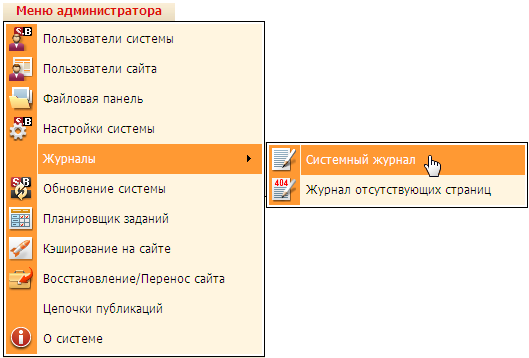 Меню администратора
S.B
Пользователи системы
Пользователи сайта
Файловая панель
Настройки системы
Журналы
Системный журнал
404
Журнал отсутствующих страниц
S.B
Обновление системы
Планировщик заданий
Кэширование на сайте
Восстановление/Перенос сайта
Цепочки публикаций
О системе